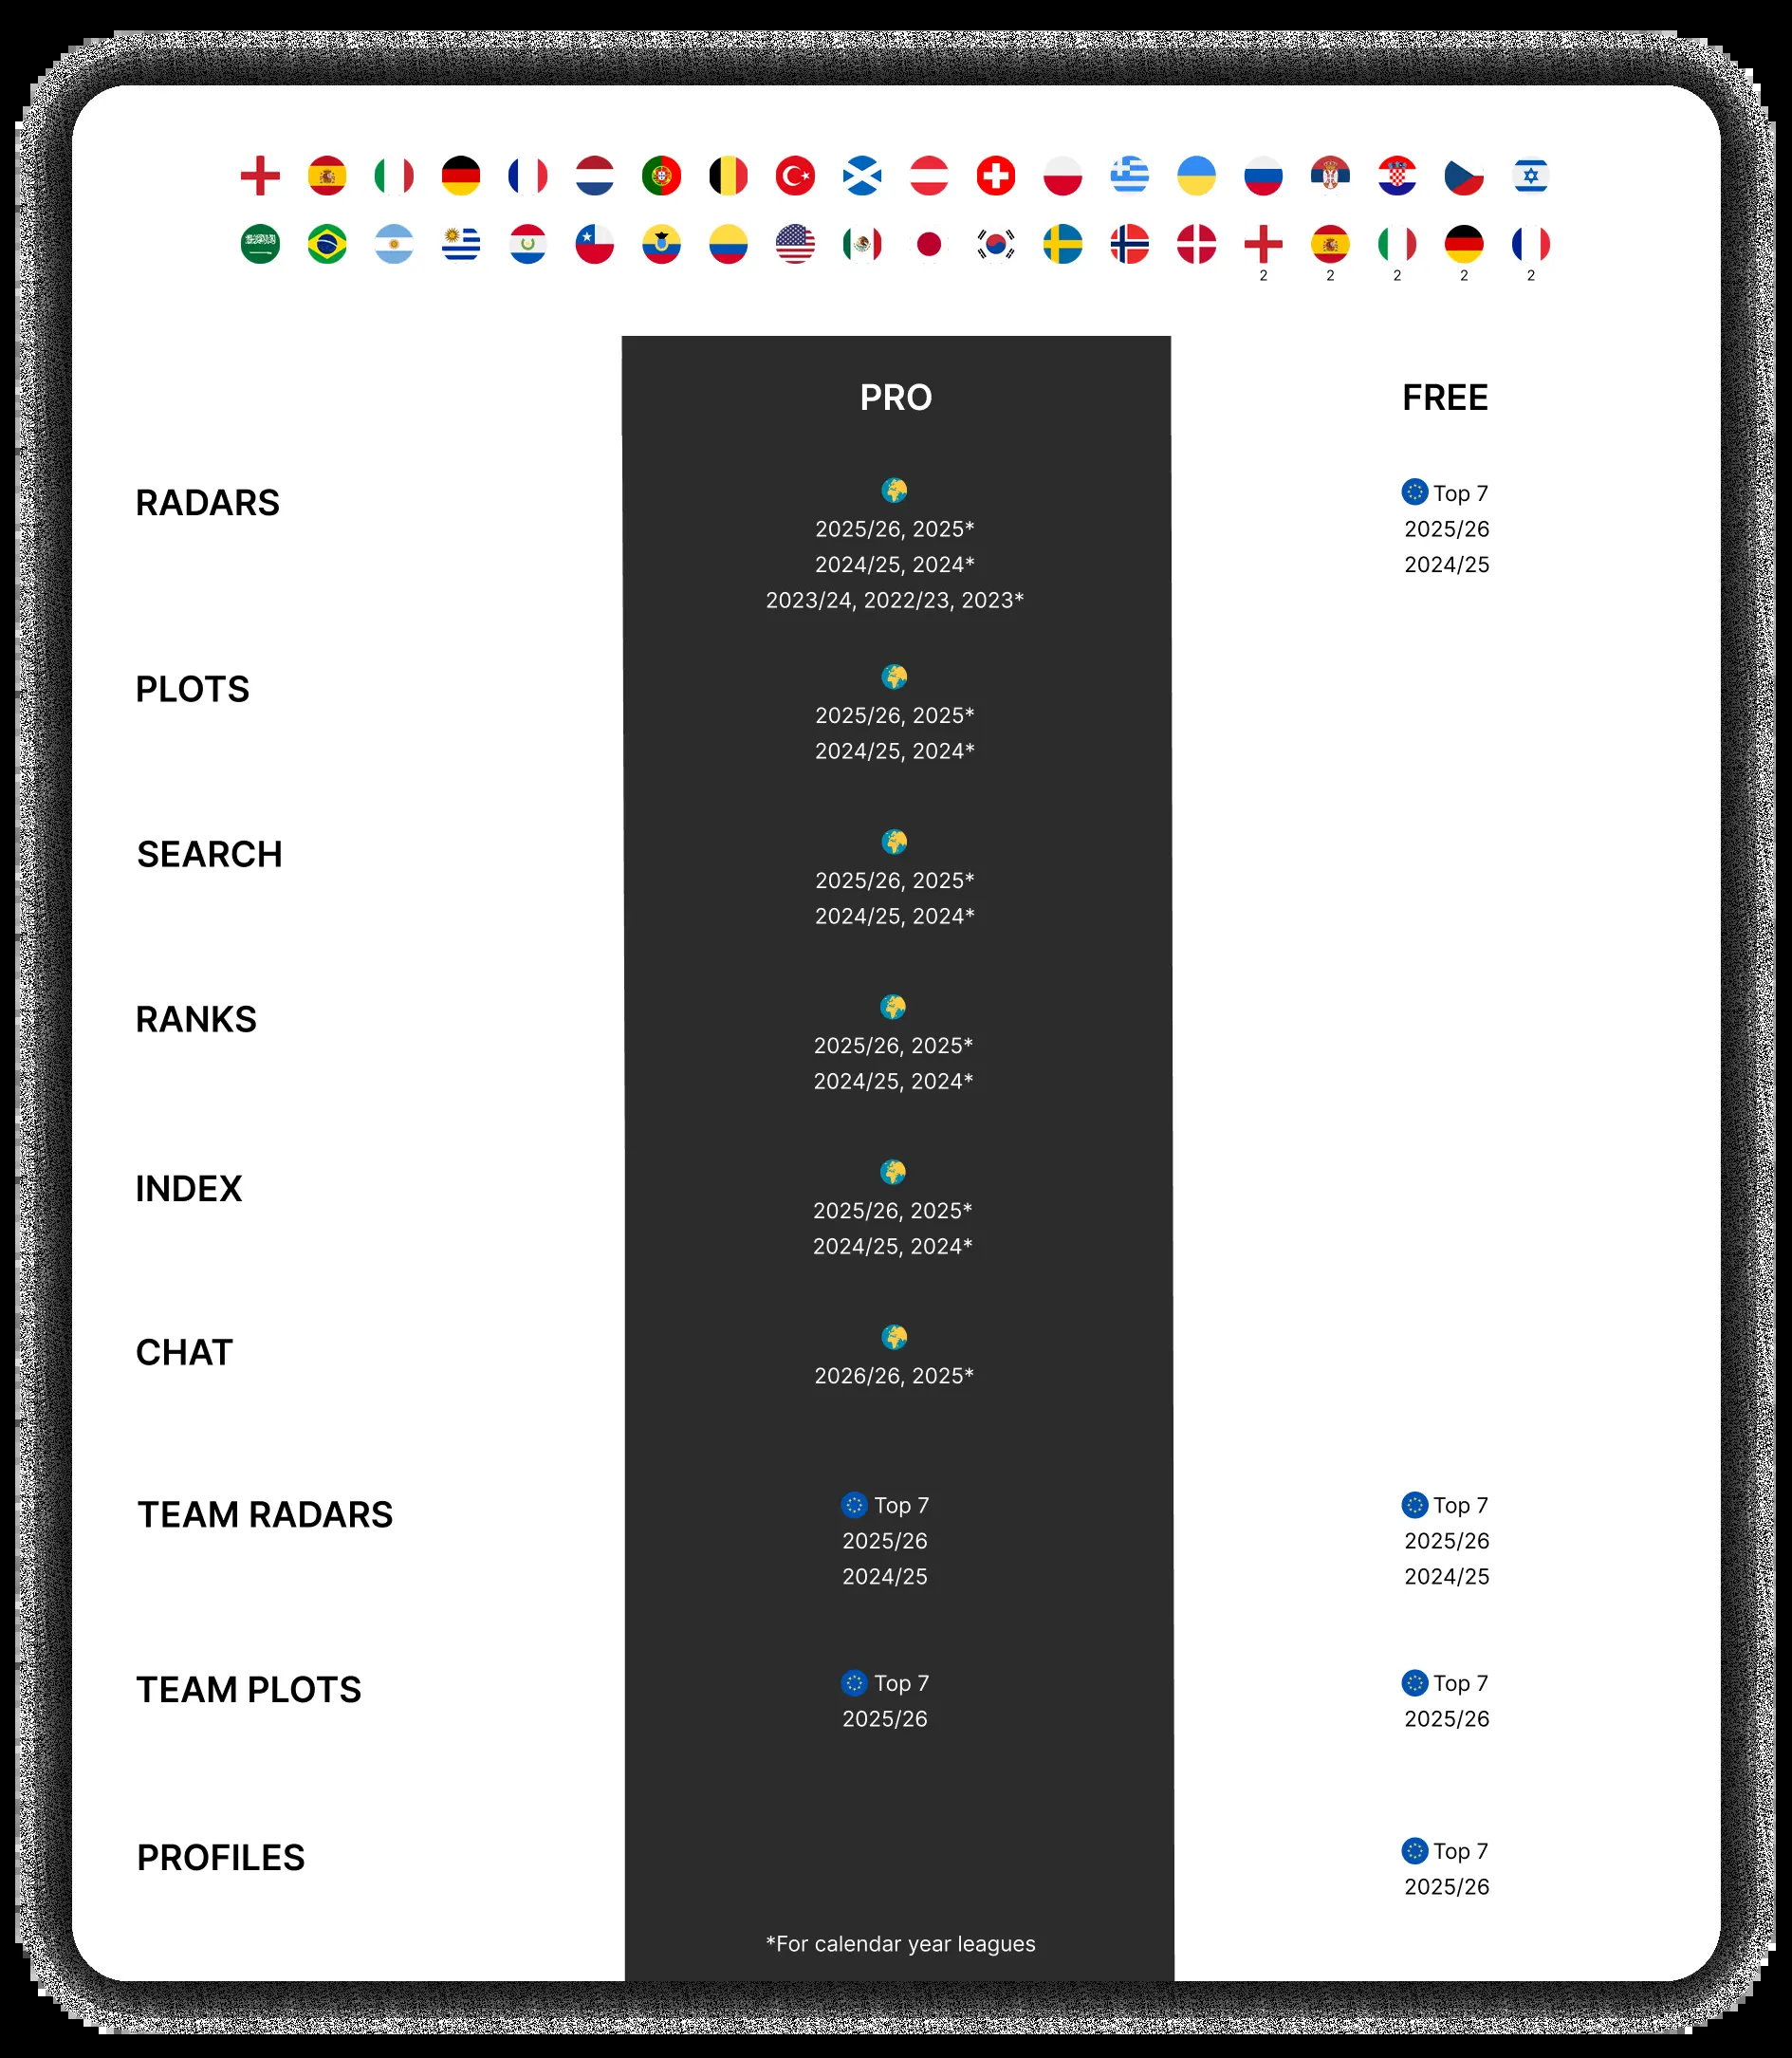 2 2 2 2 2
PRO FREE
RADARS
Top 7
2025/26, 2025* 2025/26
2024/25, 2024* 2024/25
2023/24, 2022/23, 2023*
PLOTS
2025/26, 2025*
2024/25, 2024*
SEARCH
2025/26, 2025*
2024/25, 2024*
RANKS
2025/26, 2025*
2024/25, 2024*
INDEX
2025/26, 2025*
2024/25, 2024*
CHAT
2026/26, 2025*
TEAM RADARS
Top 7 Top 7
2025/26 2025/26
2024/25 2024/25
TEAM PLOTS
Top 7 Top 7
2025/26 2025/26
PROFILES
Top 7
2025/26
*For calendar year leagues